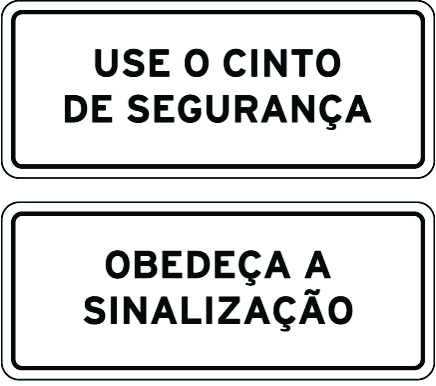 USE O CINTO
DE SEGURANÇA
OBEDEÇA A
SINALIZAÇÃO